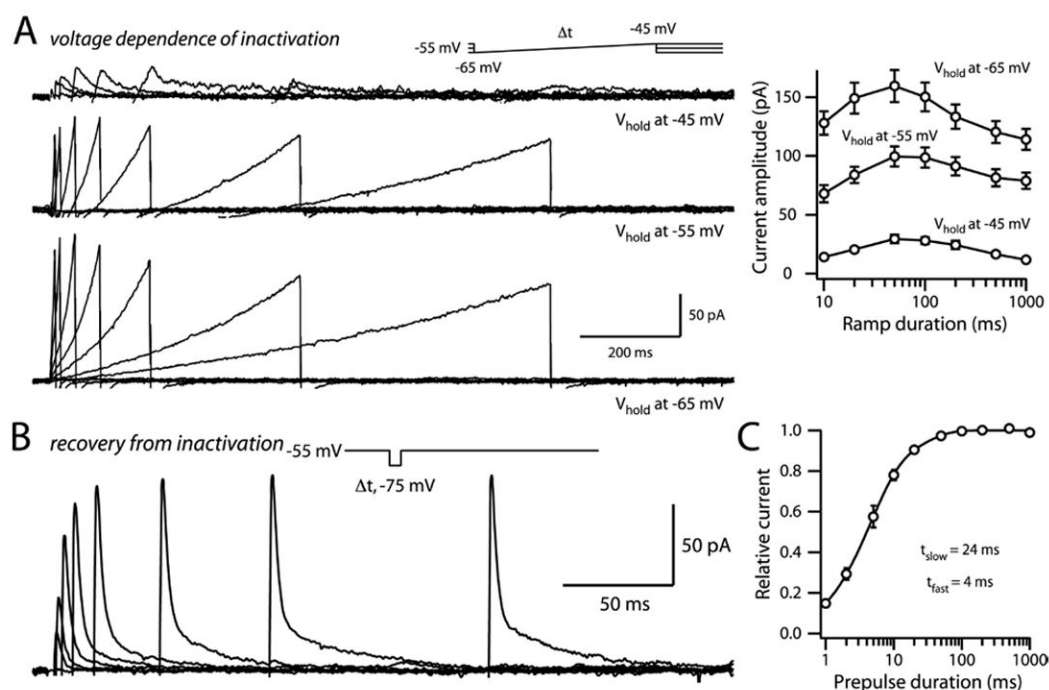 A
voltage dependence of inactivation
Δt
-45 mV
-55 mV
-65 mV
V_hold at -45 mV
V_hold at -55 mV
50 pA
200 ms
V_hold at -65 mV
Current amplitude (pA)
150
100
50
0
V_hold at -65 mV
V_hold at -55 mV
V_hold at -45 mV
10
100
1000
Ramp duration (ms)
B
recovery from inactivation
-55 mV
Δt, -75 mV
50 pA
50 ms
C
Relative current
1.0
0.8
0.6
0.4
0.2
0.0
t_slow = 24 ms
t_fast = 4 ms
1
10
100
1000
Prepulse duration (ms)